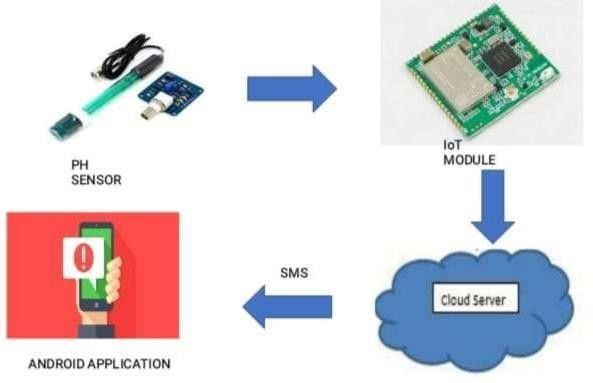 PH
SENSOR
IoT
MODULE
SMS
Cloud Server
ANDROID APPLICATION